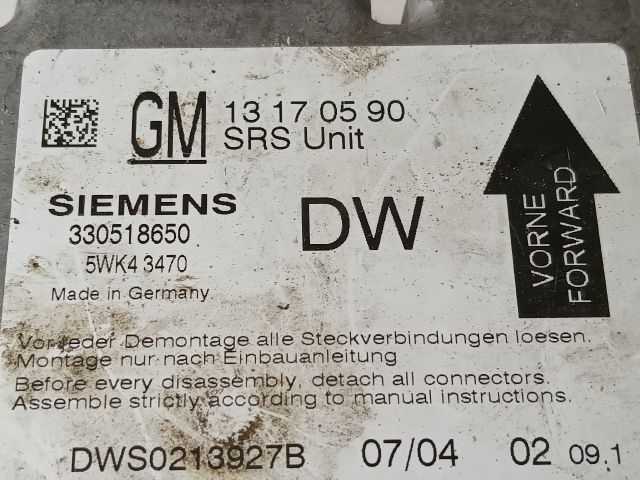 GM 13 17 05 90
SRS Unit
SIEMENS
330518650
5WK4 3470
Made in Germany
DW
VORNE
FORWARD
Vor jeder Demontage alle Steckverbindungen loesen.
Montage nur nach Einbauanleitung
Before every disassembly, detach all connectors.
Assemble strictly according to manual instructions.
DWS0213927B 07/04 02 09.1